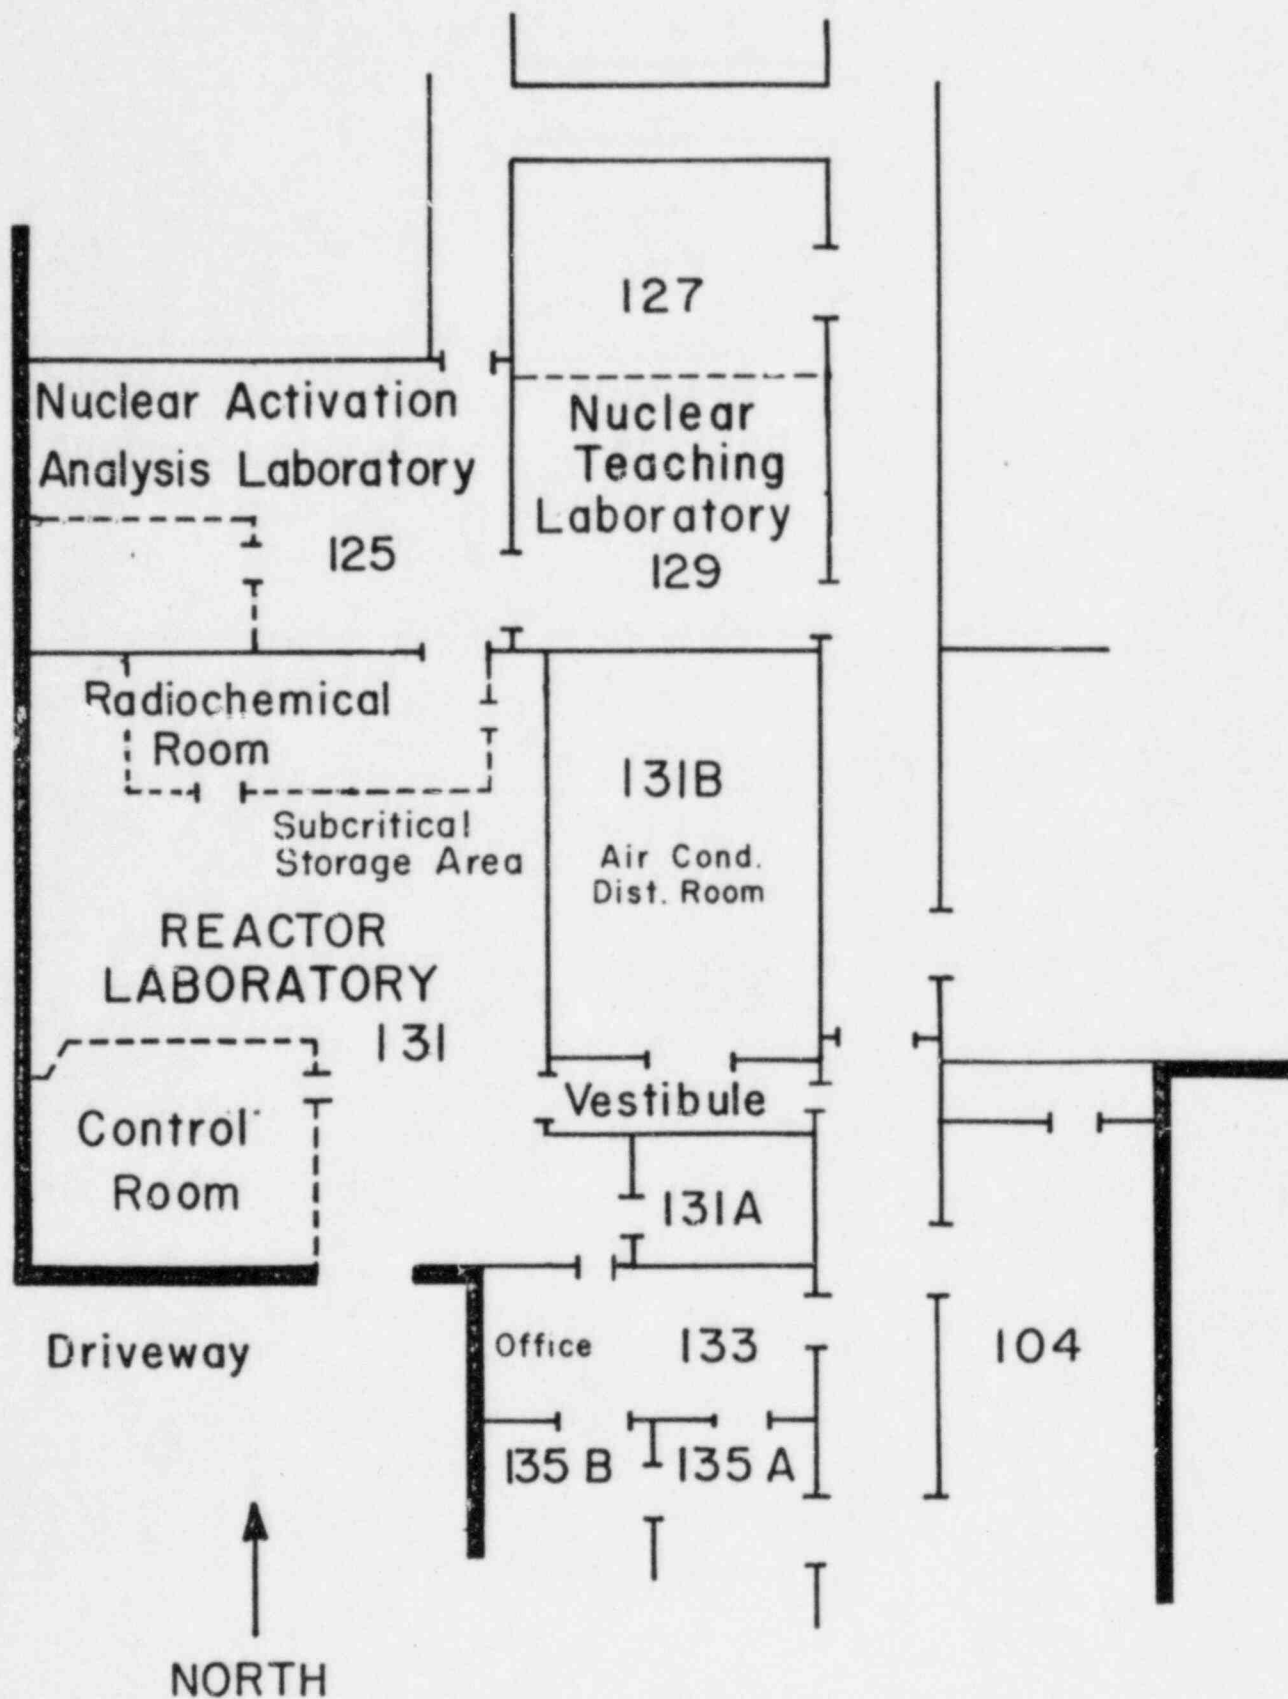 127
Nuclear Activation
Analysis Laboratory
125
Nuclear
Teaching
Laboratory
129
Radiochemical
Room
131B
Air Cond.
Dist. Room
Subcritical
Storage Area
REACTOR
LABORATORY
131
Vestibule
Control
Room
131A
Driveway
Office
133
104
135 B
135 A
NORTH